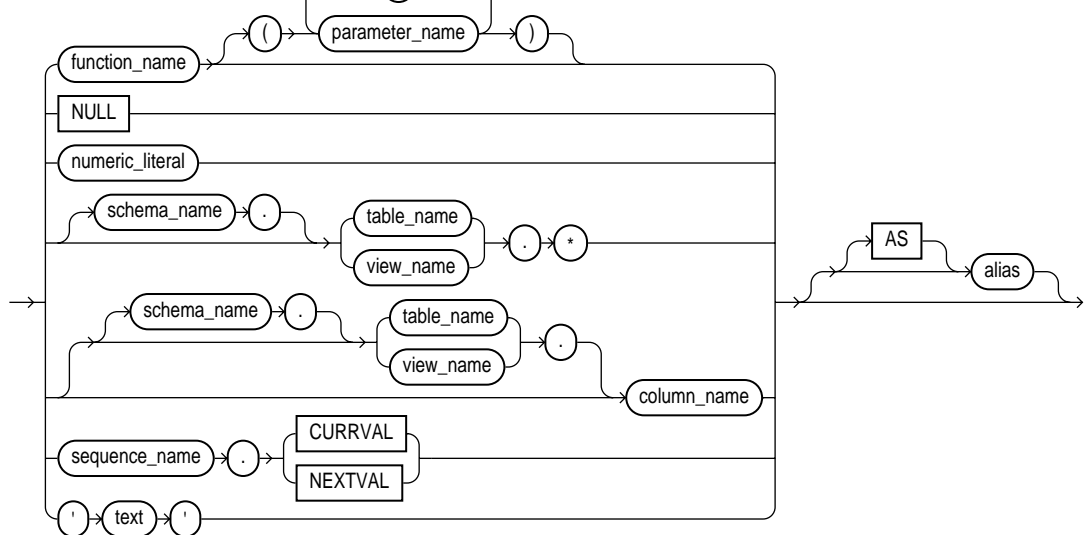 ( parameter_name )
function_name
NULL
numeric_literal
schema_name .
table_name
. *
view_name
AS
alias
schema_name .
table_name
.
view_name
column_name
sequence_name .
CURRVAL
NEXTVAL
' text '